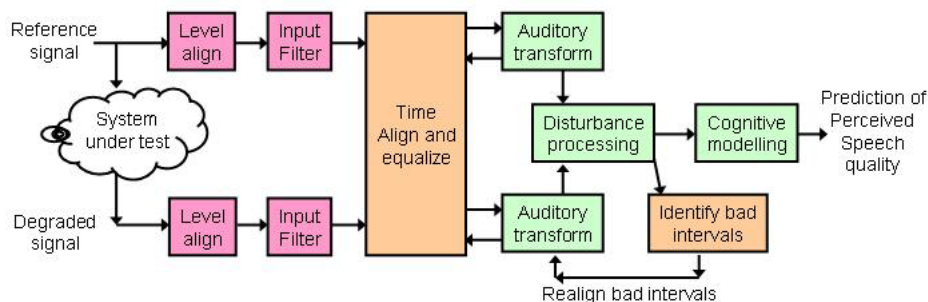 Reference
signal
Level
align
Input
Filter
Time
Align and
equalize
Auditory
transform
System
under test
Disturbance
processing
Cognitive
modelling
Prediction of
Perceived
Speech
quality
Degraded
signal
Level
align
Input
Filter
Auditory
transform
Identify bad
intervals
Realign bad intervals